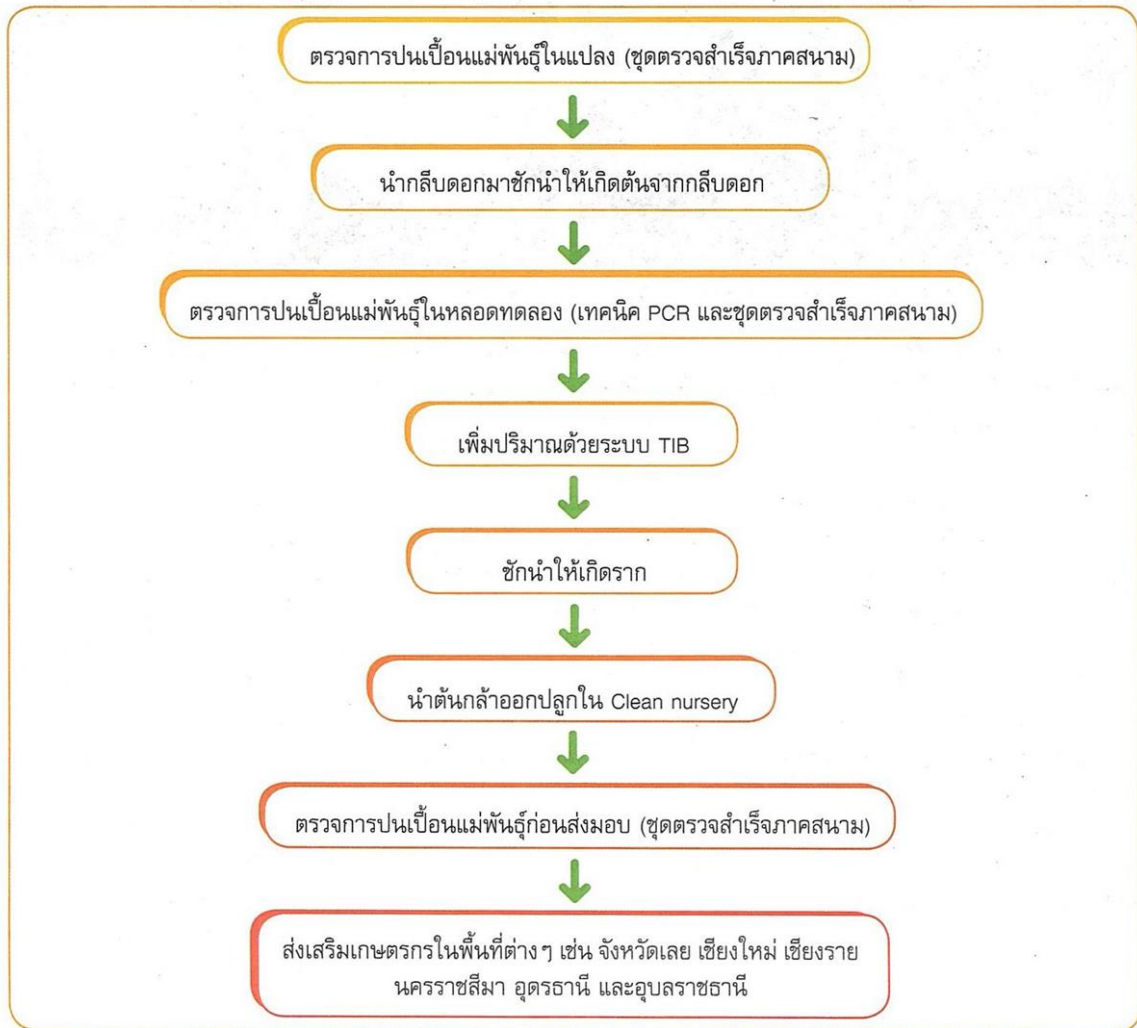 ตรวจการปนเปื้อนแม่พันธุ์ในแปลง (ชุดตรวจสำเร็จภาคสนาม)
นำกลีบดอกมาชักนำให้เกิดต้นจากกลีบดอก
ตรวจการปนเปื้อนแม่พันธุ์ในหลอดทดลอง (เทคนิค PCR และชุดตรวจสำเร็จภาคสนาม)
เพิ่มปริมาณด้วยระบบ TIB
ชักนำให้เกิดราก
นำต้นกล้าออกปลูกใน Clean nursery
ตรวจการปนเปื้อนแม่พันธุ์ก่อนส่งมอบ (ชุดตรวจสำเร็จภาคสนาม)
ส่งเสริมเกษตรกรในพื้นที่ต่างๆ เช่น จังหวัดเลย เชียงใหม่ เชียงราย
นครราชสีมา อุดรธานี และอุบลราชธานี